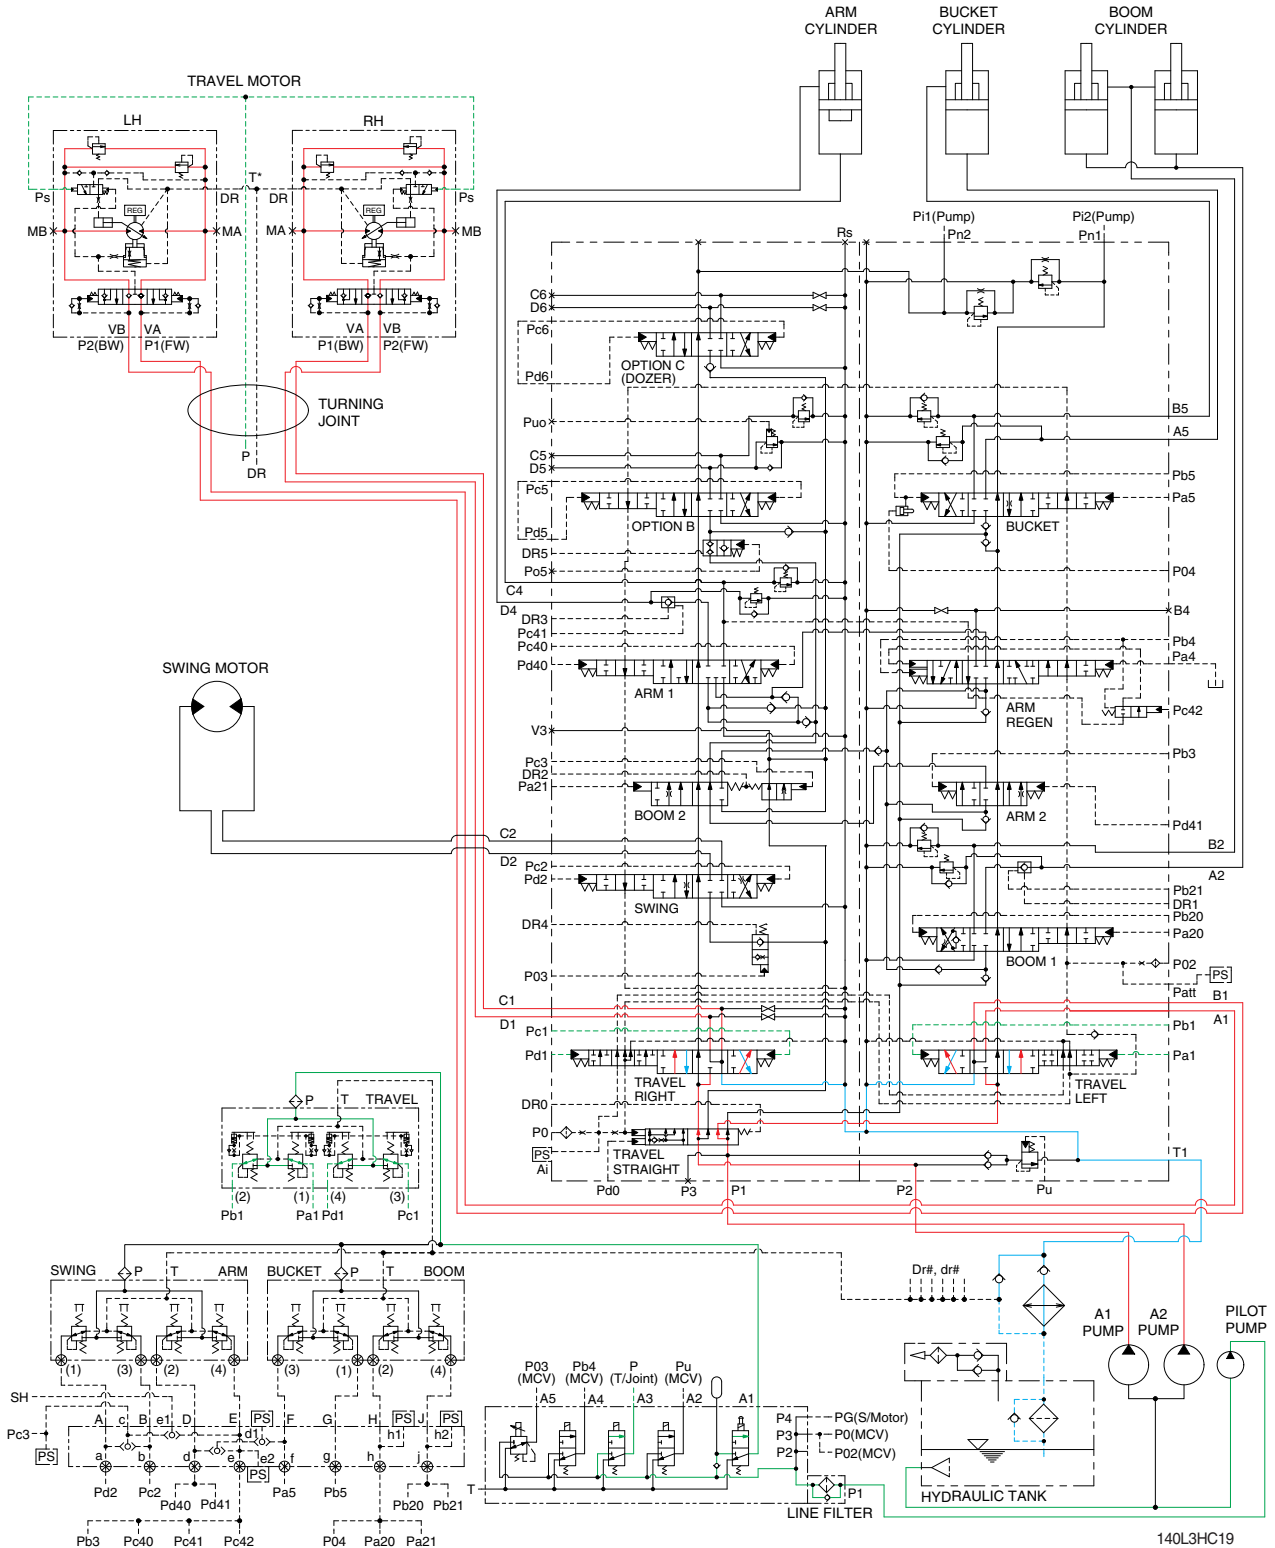 ARM CYLINDER
BUCKET CYLINDER
BOOM CYLINDER
TRAVEL MOTOR
LH
RH
T*
Ps
DR
DR
Ps
REG
REG
MB
MA
MA
MB
VB
VA
VA
VB
P2(BW)
P1(FW)
P1(BW)
P2(FW)
TURNING JOINT
P
DR
Pi1(Pump)
Pi2(Pump)
Rs
Pn2
Pn1
C6
D6
Pc6
OPTION C (DOZER)
Pd6
Puo
C5
D5
Pc5
OPTION B
Pd5
DR5
Po5
C4
D4
DR3
Pc41
Pc40
Pd40
ARM 1
V3
Pc3
DR2
Pa21
BOOM 2
C2
D2
Pc2
Pd2
SWING
DR4
P03
C1
D1
Pc1
Pd1
TRAVEL RIGHT
DR0
P0
PS
Ai
TRAVEL STRAIGHT
Pd0
P3
P1
P2
Pu
B5
A5
Pb5
Pa5
BUCKET
P04
B4
Pb4
Pa4
ARM REGEN
Pc42
Pb3
ARM 2
Pd41
B2
A2
Pb21
DR1
Pb20
Pa20
BOOM 1
P02
PS
Patt
B1
A1
Pb1
Pa1
TRAVEL LEFT
T1
SWING MOTOR
P
T
TRAVEL
(2)
(1)
(4)
(3)
Pb1
Pa1
Pd1
Pc1
SWING
P
T
ARM
BUCKET
P
T
BOOM
(1)
(3)
(2)
(4)
(3)
(1)
(2)
(4)
SH
A
c
B
e1
D
E
PS
d1
F
G
H
PS
h1
J
PS
h2
Pc3
PS
a
b
d
e
e2
PS
f
g
h
j
Pd2
Pc2
Pd40
Pd41
Pa5
Pb5
Pb20
Pb21
Pb3
Pc40
Pc41
Pc42
P04
Pa20
Pa21
P03 (MCV)
Pb4 (MCV)
P (T/Joint)
Pu (MCV)
A5
A4
A3
A2
A1
P4
PG(S/Motor)
P3
P0(MCV)
P2
P02(MCV)
T
P1
LINE FILTER
Dr#, dr#
A1 PUMP
A2 PUMP
PILOT PUMP
HYDRAULIC TANK
140L3HC19